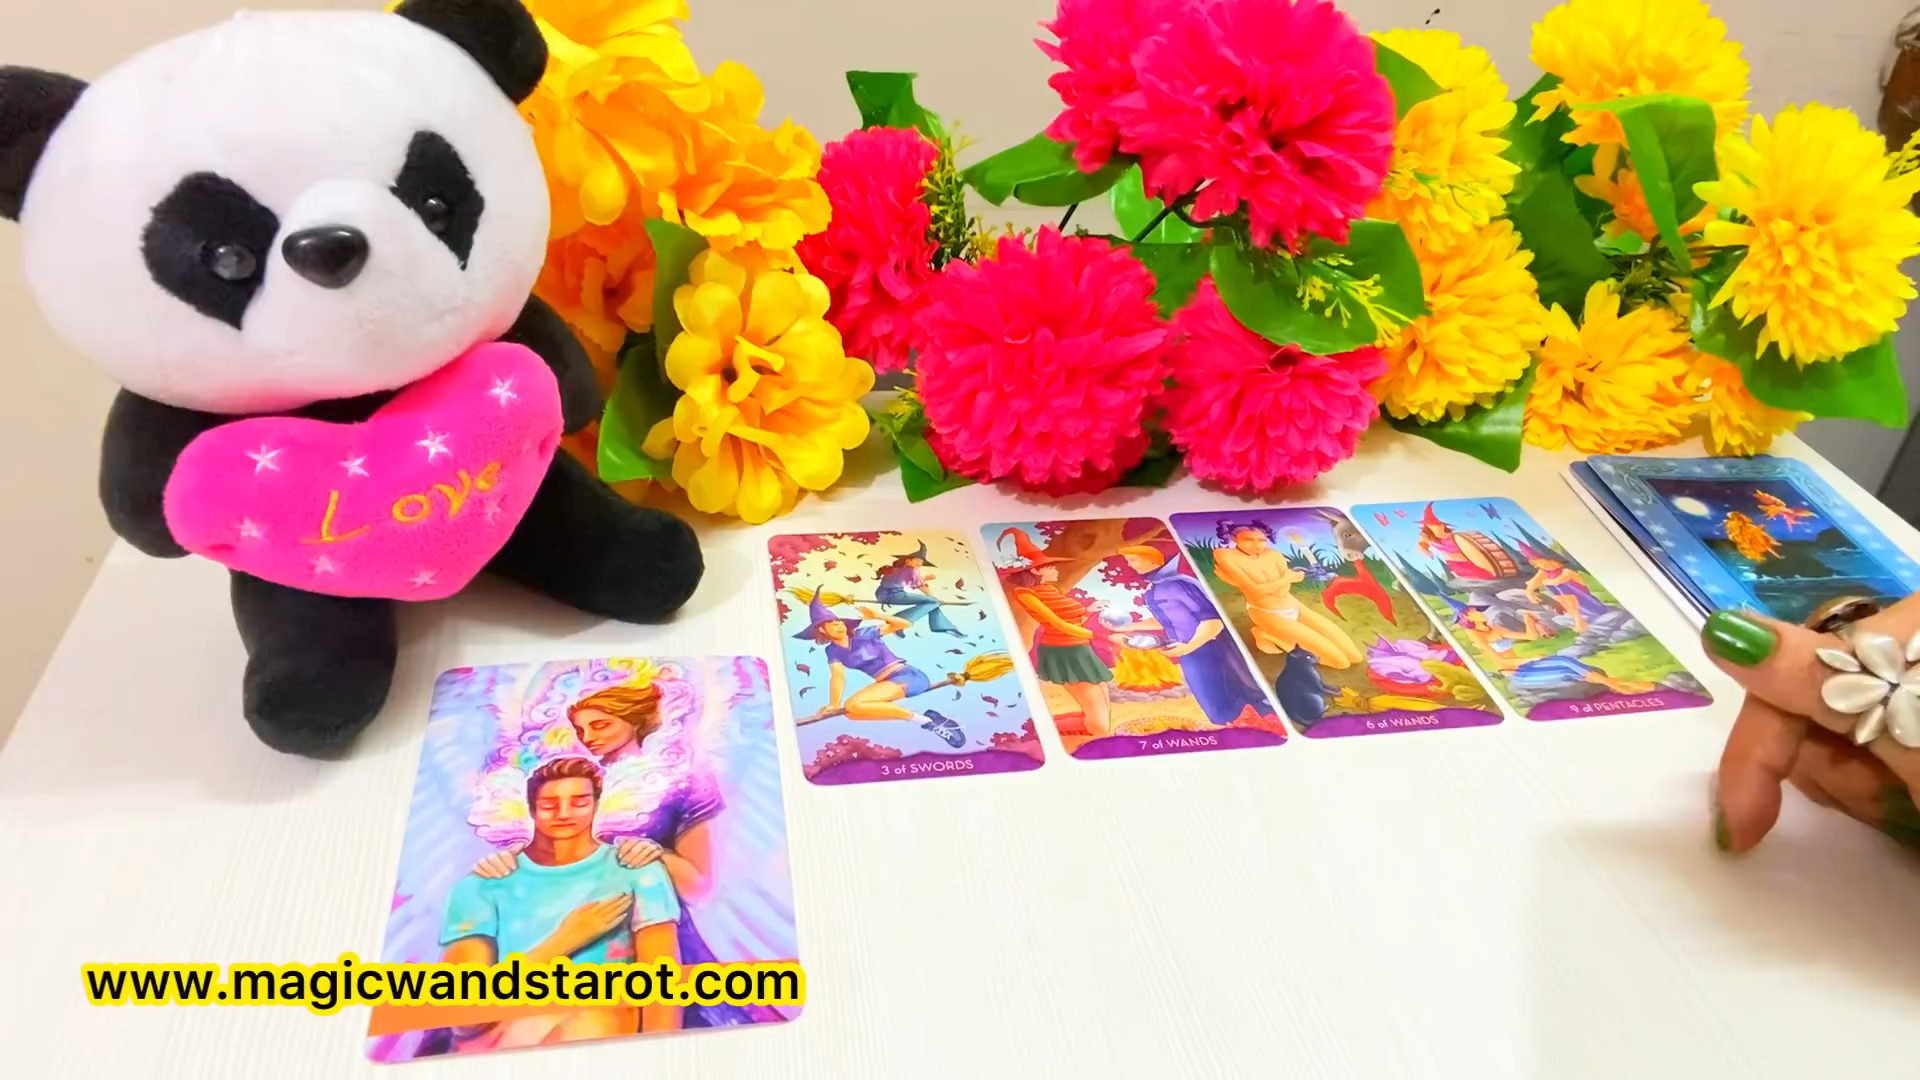 Love
3 of SWORDS
7 of WANDS
6 of WANDS
9 of PENTACLES
www.magicwandstarot.com